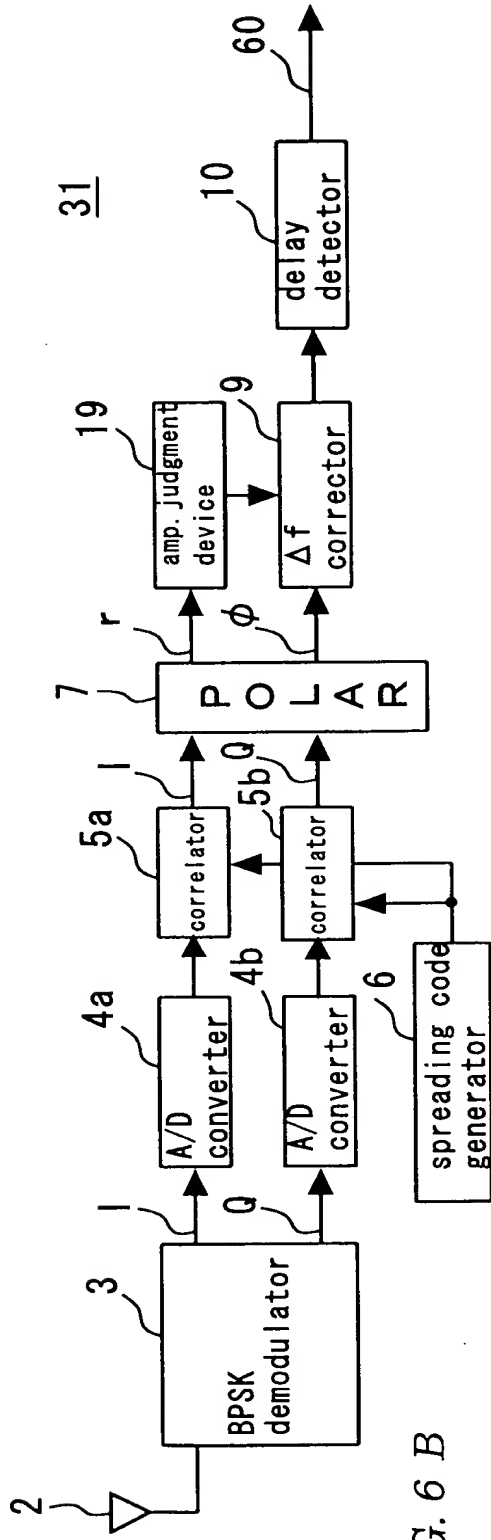 31
2
3
BPSK
demodulator
I
Q
4a
A/D
converter
4b
A/D
converter
5a
correlator
5b
correlator
6
spreading code
generator
I
Q
7
POLAR
r
ϕ
19
amp. judgment
device
9
Δf
corrector
10
delay
detector
60
G. 6 B